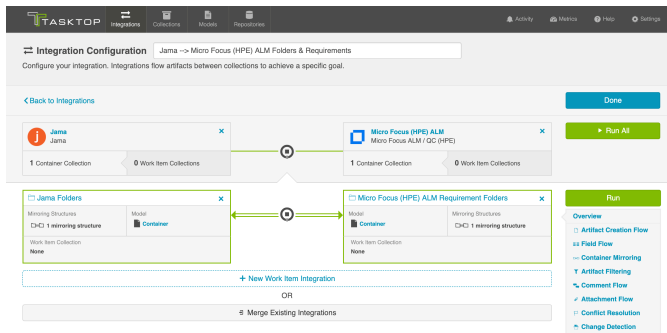 TASKTOP
Integrations Collections Models Repositories
Activity Metrics Help Settings
Integration Configuration Jama --> Micro Focus (HPE) ALM Folders & Requirements
Configure your integration. Integrations flow artifacts between collections to achieve a specific goal.
Back to Integrations
Done
j
Jama
Jama
1 Container Collection 0 Work Item Collections
Micro Focus (HPE) ALM
Micro Focus ALM / QC (HPE)
1 Container Collection 0 Work Item Collections
Run All
Jama Folders
Mirroring Structures Model
1 mirroring structure Container
Work Item Collection
None
Micro Focus (HPE) ALM Requirement Folders
Model Mirroring Structures
Container 1 mirroring structure
Work Item Collection
None
+ New Work Item Integration
OR
Merge Existing Integrations
Run
Overview
Artifact Creation Flow
Field Flow
Container Mirroring
Artifact Filtering
Comment Flow
Attachment Flow
Conflict Resolution
Change Detection